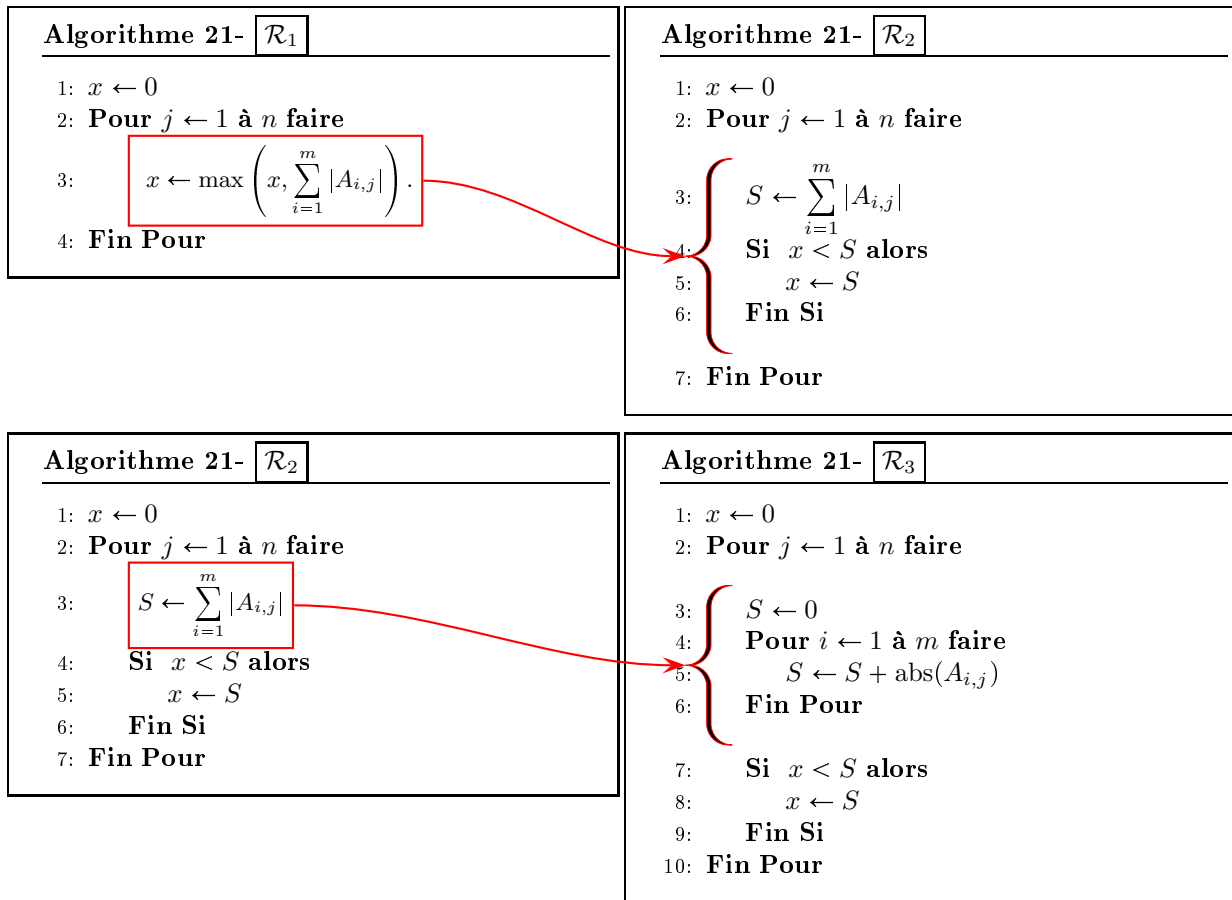 Algorithme 21- R₁
1: x ← 0
2: Pour j ← 1 à n faire
3: x ← max (x, ∑_{i=1}^{m} |A_{i,j}|).
4: Fin Pour
Algorithme 21- R₂
1: x ← 0
2: Pour j ← 1 à n faire
3: S ← ∑_{i=1}^{m} |A_{i,j}|
4: Si x < S alors
5: x ← S
6: Fin Si
7: Fin Pour
Algorithme 21- R₂
1: x ← 0
2: Pour j ← 1 à n faire
3: S ← ∑_{i=1}^{m} |A_{i,j}|
4: Si x < S alors
5: x ← S
6: Fin Si
7: Fin Pour
Algorithme 21- R₃
1: x ← 0
2: Pour j ← 1 à n faire
3: S ← 0
4: Pour i ← 1 à m faire
5: S ← S + abs(A_{i,j})
6: Fin Pour
7: Si x < S alors
8: x ← S
9: Fin Si
10: Fin Pour